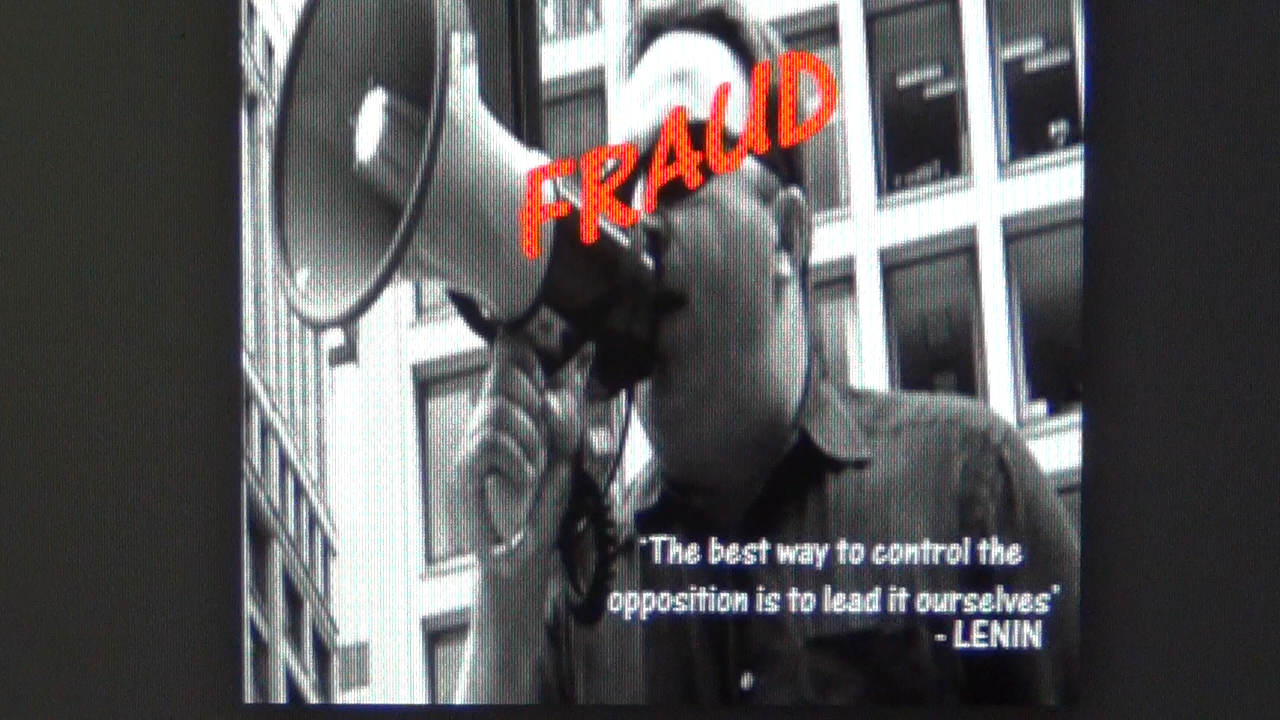 FRAUD
"The best way to control the
opposition is to lead it ourselves"
- LENIN